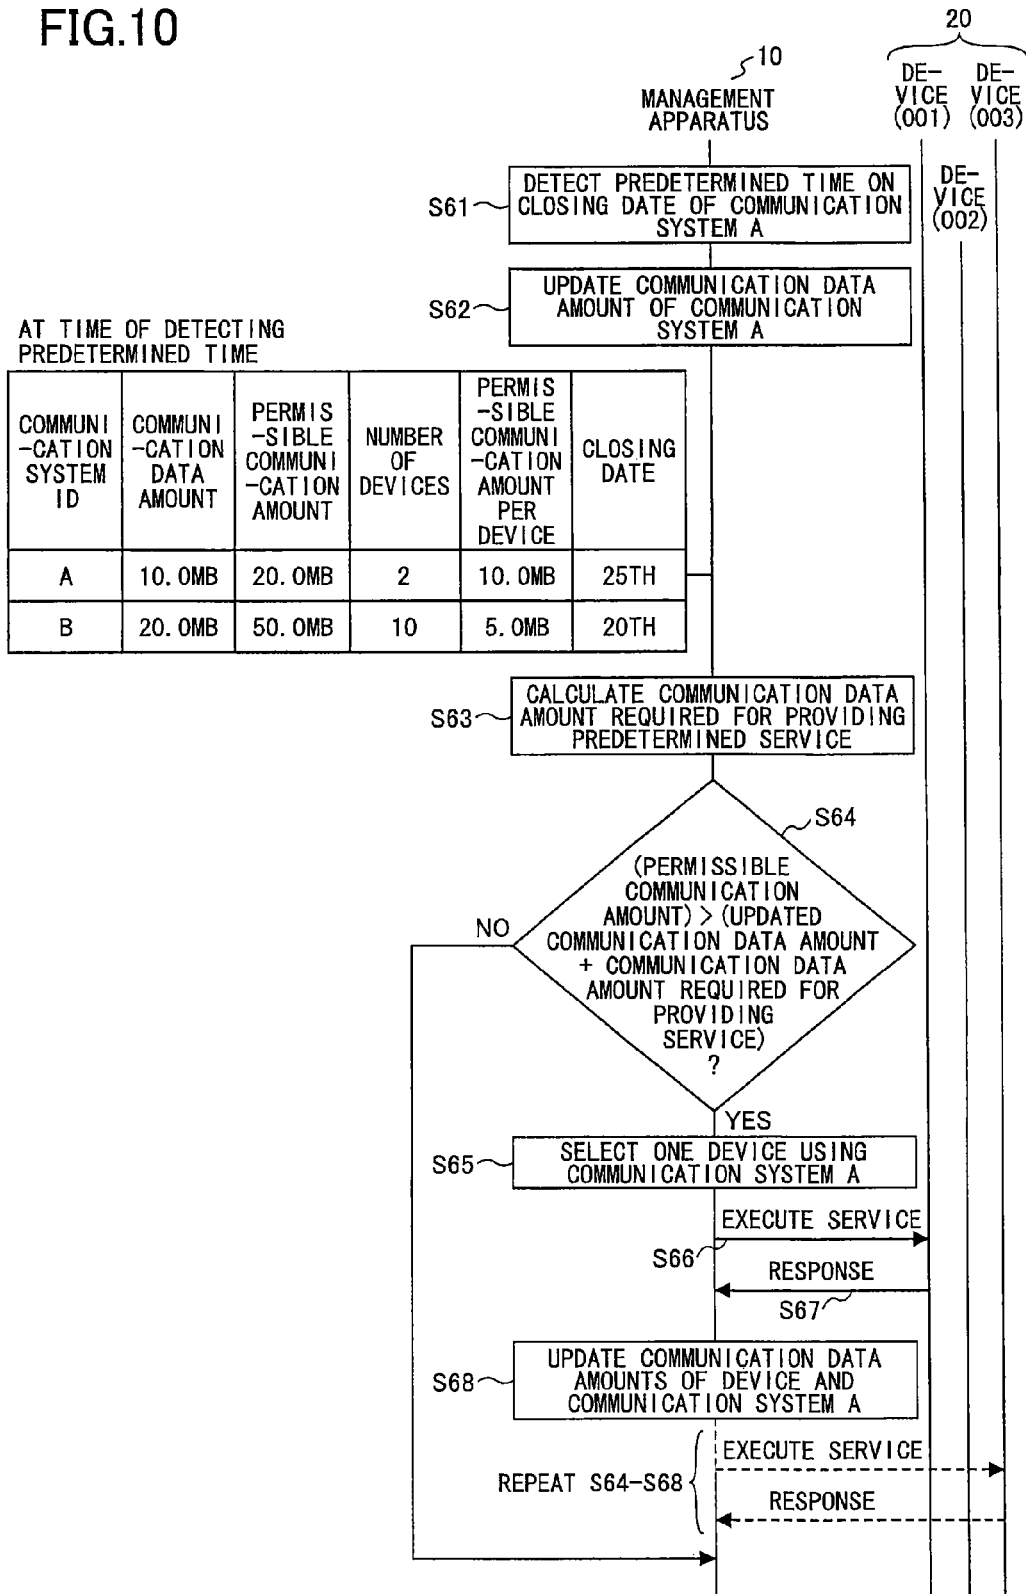 FIG.10
20
10
DE-
VICE
(001)
DE-
VICE
(003)
MANAGEMENT
APPARATUS
DE-
VICE
(002)
S61
DETECT PREDETERMINED TIME ON
CLOSING DATE OF COMMUNICATION
SYSTEM A
S62
UPDATE COMMUNICATION DATA
AMOUNT OF COMMUNICATION
SYSTEM A
AT TIME OF DETECTING
PREDETERMINED TIME
COMMUNI
-CATION
SYSTEM
ID
COMMUNI
-CATION
DATA
AMOUNT
PERMIS
-SIBLE
COMMUNI
-CATION
AMOUNT
NUMBER
OF
DEVICES
PERMIS
-SIBLE
COMMUNI
-CATION
AMOUNT
PER
DEVICE
CLOSING
DATE
A 10.0MB 20.0MB 2 10.0MB 25TH
B 20.0MB 50.0MB 10 5.0MB 20TH
S63
CALCULATE COMMUNICATION DATA
AMOUNT REQUIRED FOR PROVIDING
PREDETERMINED SERVICE
S64
(PERMISSIBLE
COMMUNICATION
AMOUNT) > (UPDATED
COMMUNICATION DATA AMOUNT
+ COMMUNICATION DATA
AMOUNT REQUIRED FOR
PROVIDING
SERVICE)
?
NO
YES
S65
SELECT ONE DEVICE USING
COMMUNICATION SYSTEM A
EXECUTE SERVICE
S66
RESPONSE
S67
S68
UPDATE COMMUNICATION DATA
AMOUNTS OF DEVICE AND
COMMUNICATION SYSTEM A
EXECUTE SERVICE
REPEAT S64-S68
RESPONSE